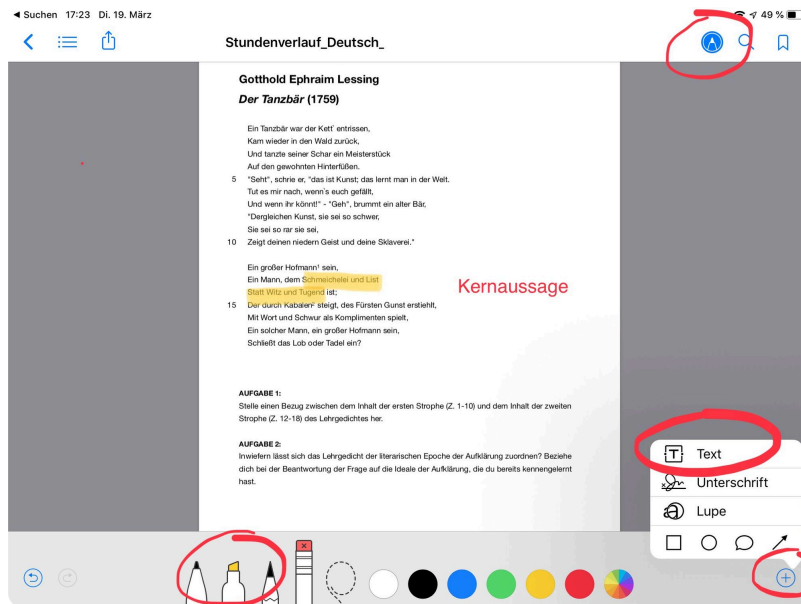 Suchen 17:23 Di. 19. März 49 %
Stundenverlauf_Deutsch_
Gotthold Ephraim Lessing
Der Tanzbär (1759)
Ein Tanzbär war der Kett' entrissen,
Kam wieder in den Wald zurück,
Und tanzte seiner Schar ein Meisterstück
Auf den gewohnten Hinterfüßen.
5 "Seht", schrie er, "das ist Kunst; das lernt man in der Welt.
Tut es mir nach, wenn's euch gefällt,
Und wenn ihr könnt!" - "Geh", brummt ein alter Bär,
"Dergleichen Kunst, sie sei so schwer,
Sie sei so rar sie sei,
10 Zeigt deinen niedern Geist und deine Sklaverei."
Ein großer Hofmann¹ sein,
Ein Mann, dem Schmeichelei und List
Statt Witz und Tugend ist;
Kernaussage
15 Der durch Kabalen² steigt, des Fürsten Gunst erstiehlt,
Mit Wort und Schwur als Komplimenten spielt,
Ein solcher Mann, ein großer Hofmann sein,
Schließt das Lob oder Tadel ein?
AUFGABE 1:
Stelle einen Bezug zwischen dem Inhalt der ersten Strophe (Z. 1-10) und dem Inhalt der zweiten
Strophe (Z. 12-18) des Lehrgedichtes her.
AUFGABE 2:
Inwiefern lässt sich das Lehrgedicht der literarischen Epoche der Aufklärung zuordnen? Beziehe
dich bei der Beantwortung der Frage auf die Ideale der Aufklärung, die du bereits kennengelernt
hast.
Text
Unterschrift
Lupe